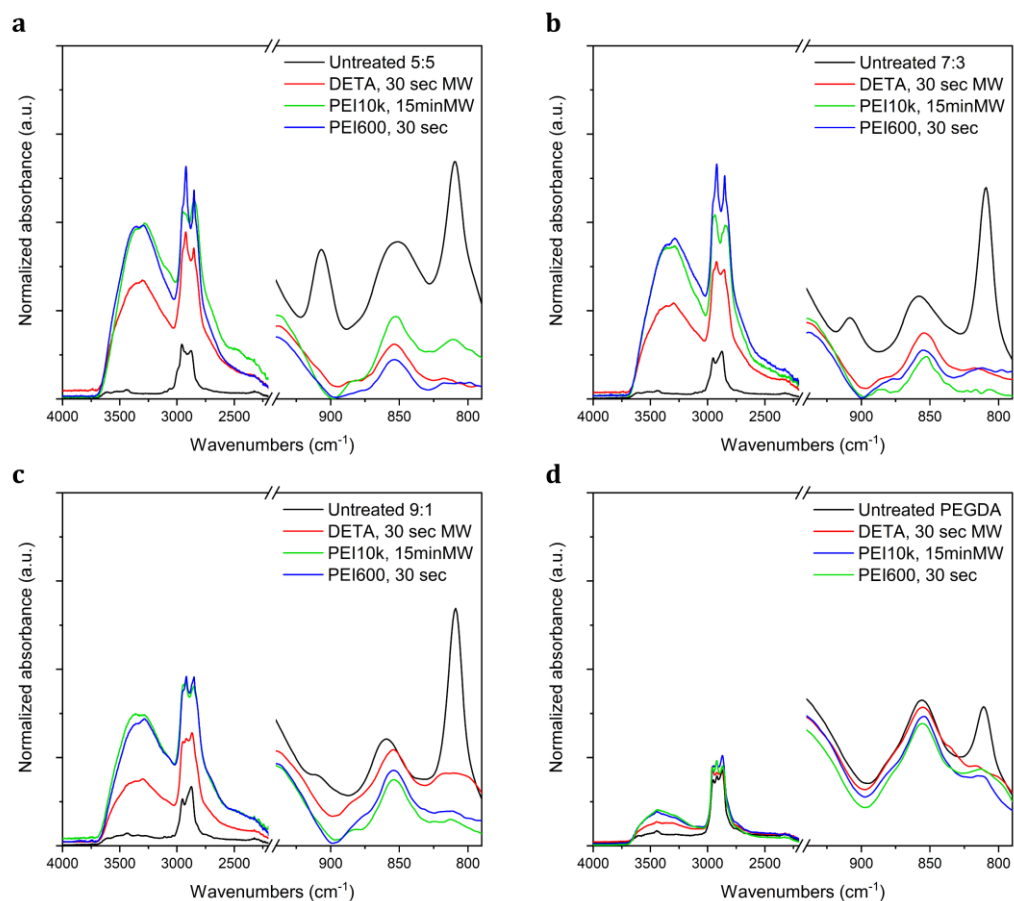 a
Untreated 5:5
DETA, 30 sec MW
PEI10k, 15minMW
PEI600, 30 sec
Normalized absorbance (a.u.)
4000 3500 3000 2500 900 850 800
Wavenumbers (cm-1)
b
Untreated 7:3
DETA, 30 sec MW
PEI10k, 15minMW
PEI600, 30 sec
Normalized absorbance (a.u.)
4000 3500 3000 2500 900 850 800
Wavenumbers (cm-1)
c
Untreated 9:1
DETA, 30 sec MW
PEI10k, 15minMW
PEI600, 30 sec
Normalized absorbance (a.u.)
4000 3500 3000 2500 900 850 800
Wavenumbers (cm-1)
d
Untreated PEGDA
DETA, 30 sec MW
PEI10k, 15minMW
PEI600, 30 sec
Normalized absorbance (a.u.)
4000 3500 3000 2500 900 850 800
Wavenumbers (cm-1)